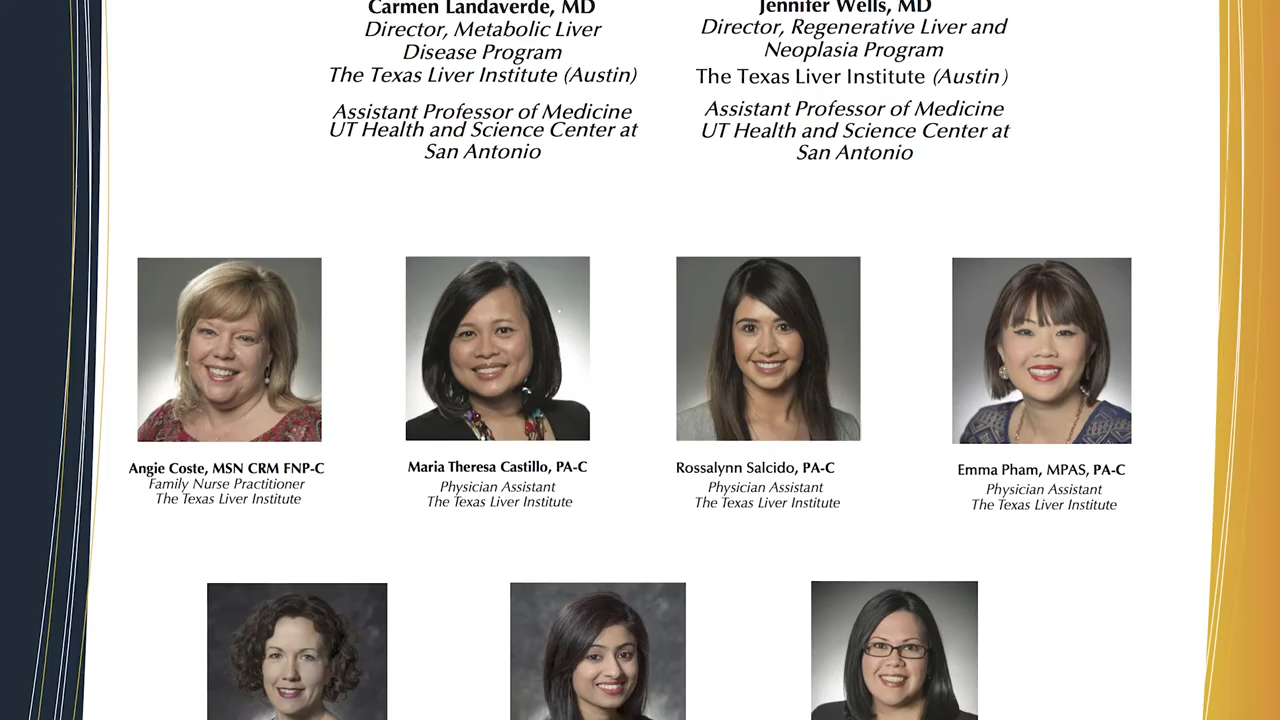 Carmen Landaverde, MD
Director, Metabolic Liver
Disease Program
The Texas Liver Institute (Austin)
Assistant Professor of Medicine
UT Health and Science Center at
San Antonio
Jennifer Wells, MD
Director, Regenerative Liver and
Neoplasia Program
The Texas Liver Institute (Austin)
Assistant Professor of Medicine
UT Health and Science Center at
San Antonio
Angie Coste, MSN CRM FNP-C
Family Nurse Practitioner
The Texas Liver Institute
Maria Theresa Castillo, PA-C
Physician Assistant
The Texas Liver Institute
Rossalynn Salcido, PA-C
Physician Assistant
The Texas Liver Institute
Emma Pham, MPAS, PA-C
Physician Assistant
The Texas Liver Institute